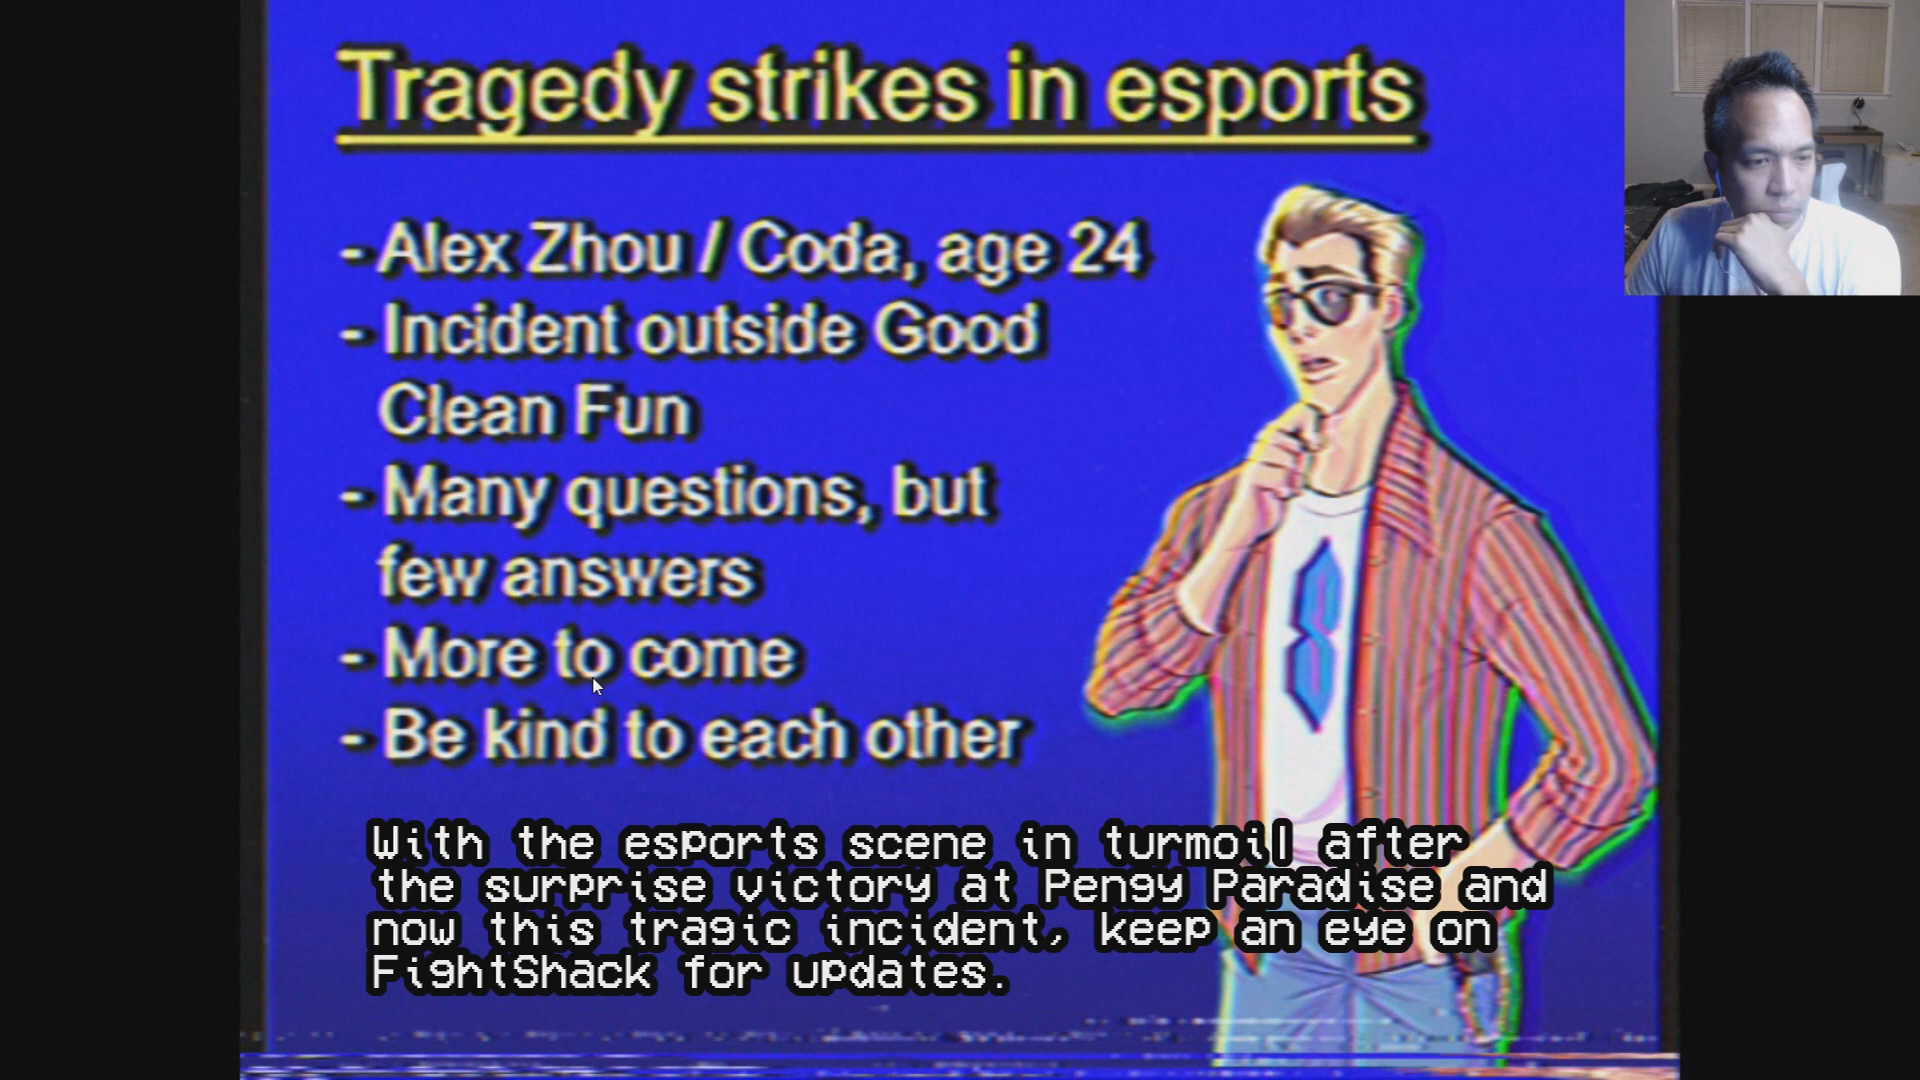 Tragedy strikes in esports
- Alex Zhou / Coda, age 24
- Incident outside Good
Clean Fun
- Many questions, but
few answers
- More to come
- Be kind to each other
With the esports scene in turmoil after
the surprise victory at Pengy Paradise and
now this tragic incident, keep an eye on
FightShack for updates.